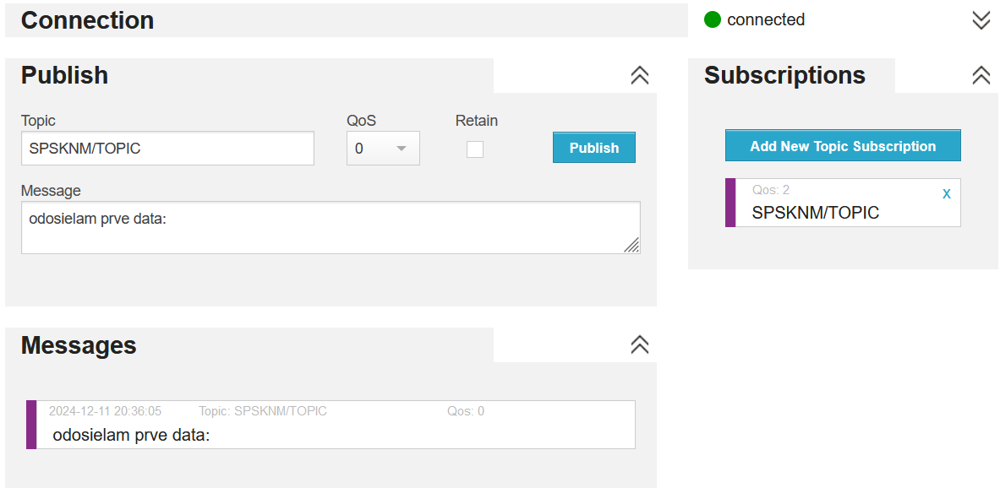 Connection
connected
Publish
Topic
QoS
Retain
SPSKNM/TOPIC
0
Publish
Message
odosielam prve data:
Subscriptions
Add New Topic Subscription
Qos: 2
x
SPSKNM/TOPIC
Messages
2024-12-11 20:36:05 Topic: SPSKNM/TOPIC Qos: 0
odosielam prve data: